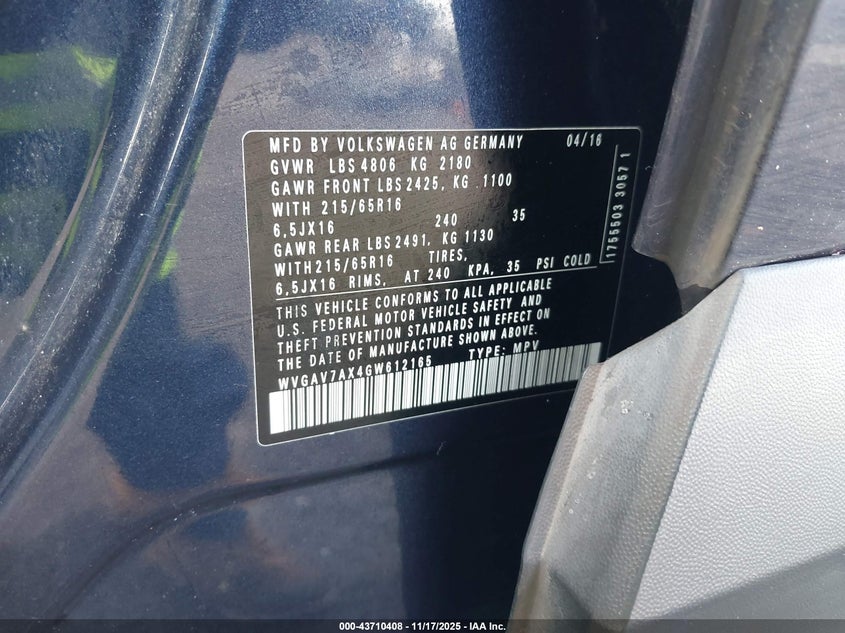 MFD BY VOLKSWAGEN AG GERMANY 04/16
GVWR LBS 4806 KG 2180
GAWR FRONT LBS 2425, KG 1100
WITH 215/65R16
6,5JX16 240 35
GAWR REAR LBS 2491, KG 1130
WITH 215/65R16 TIRES,
6,5JX16 RIMS, AT 240 KPA, 35 PSI COLD
THIS VEHICLE CONFORMS TO ALL APPLICABLE
U.S. FEDERAL MOTOR VEHICLE SAFETY AND
THEFT PREVENTION STANDARDS IN EFFECT ON
THE DATE OF MANUFACTURE SHOWN ABOVE.
WVGAV7AX4GW612165 TYPE: MPV
1755503 3057 1
000-43710408 - 11/17/2025 - IAA Inc.